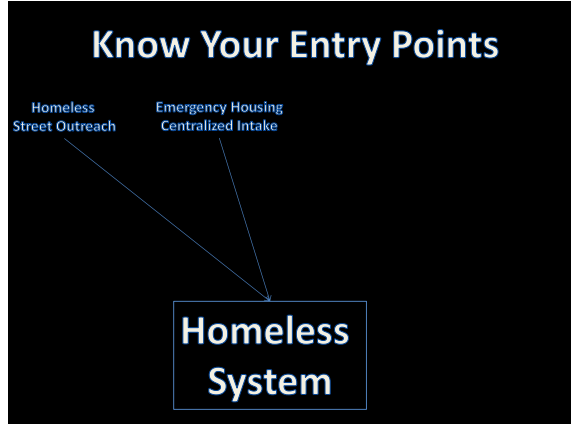 Know Your Entry Points
Homeless
Street Outreach
Emergency Housing
Centralized Intake
Homeless
System